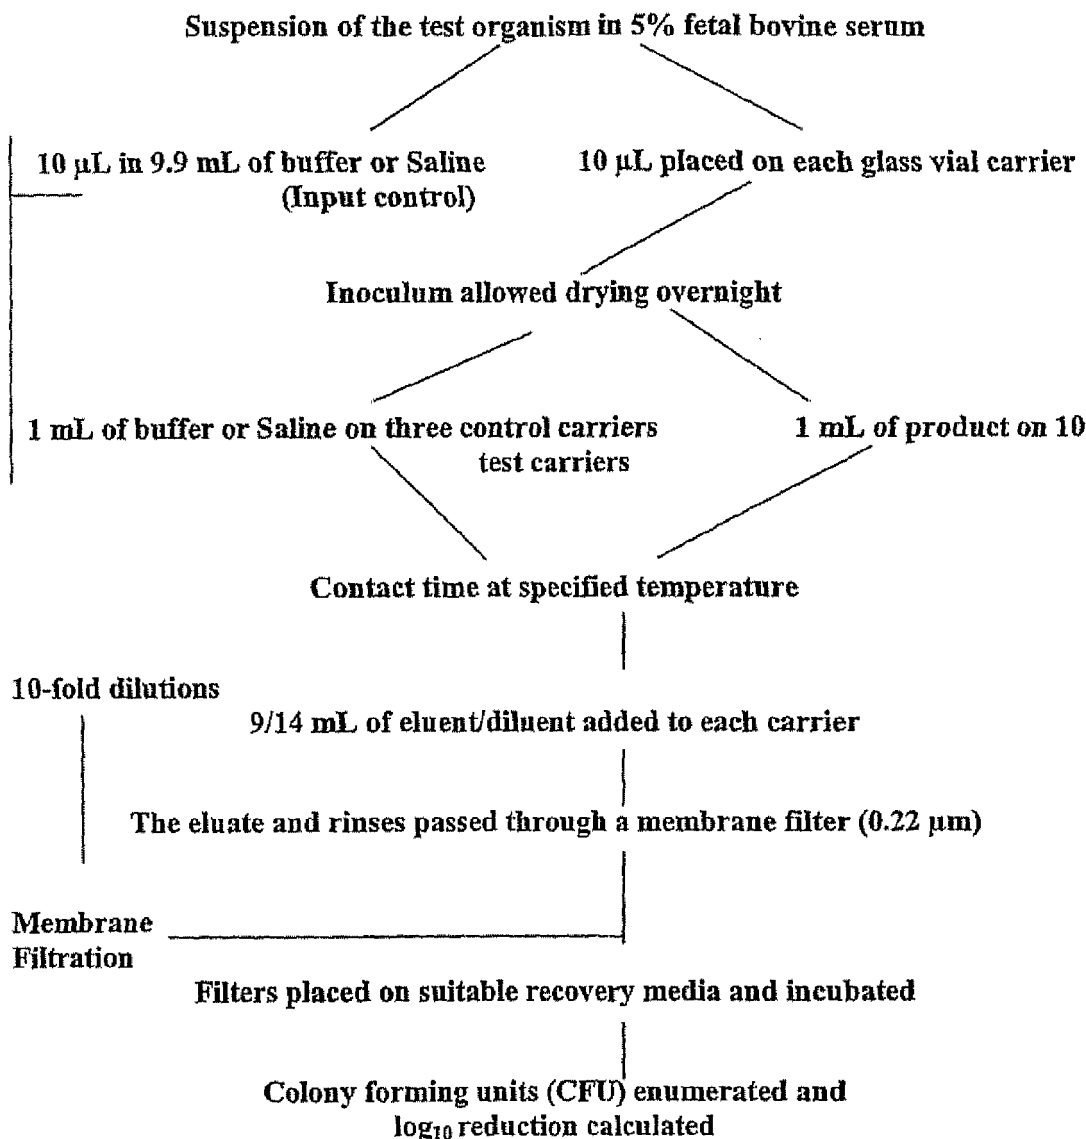 Suspension of the test organism in 5% fetal bovine serum
10 µL in 9.9 mL of buffer or Saline
(Input control)
10 µL placed on each glass vial carrier
Inoculum allowed drying overnight
1 mL of buffer or Saline on three control carriers
1 mL of product on 10
test carriers
Contact time at specified temperature
10-fold dilutions
9/14 mL of eluent/diluent added to each carrier
The eluate and rinses passed through a membrane filter (0.22 µm)
Membrane
Filtration
Filters placed on suitable recovery media and incubated
Colony forming units (CFU) enumerated and
log₁₀ reduction calculated